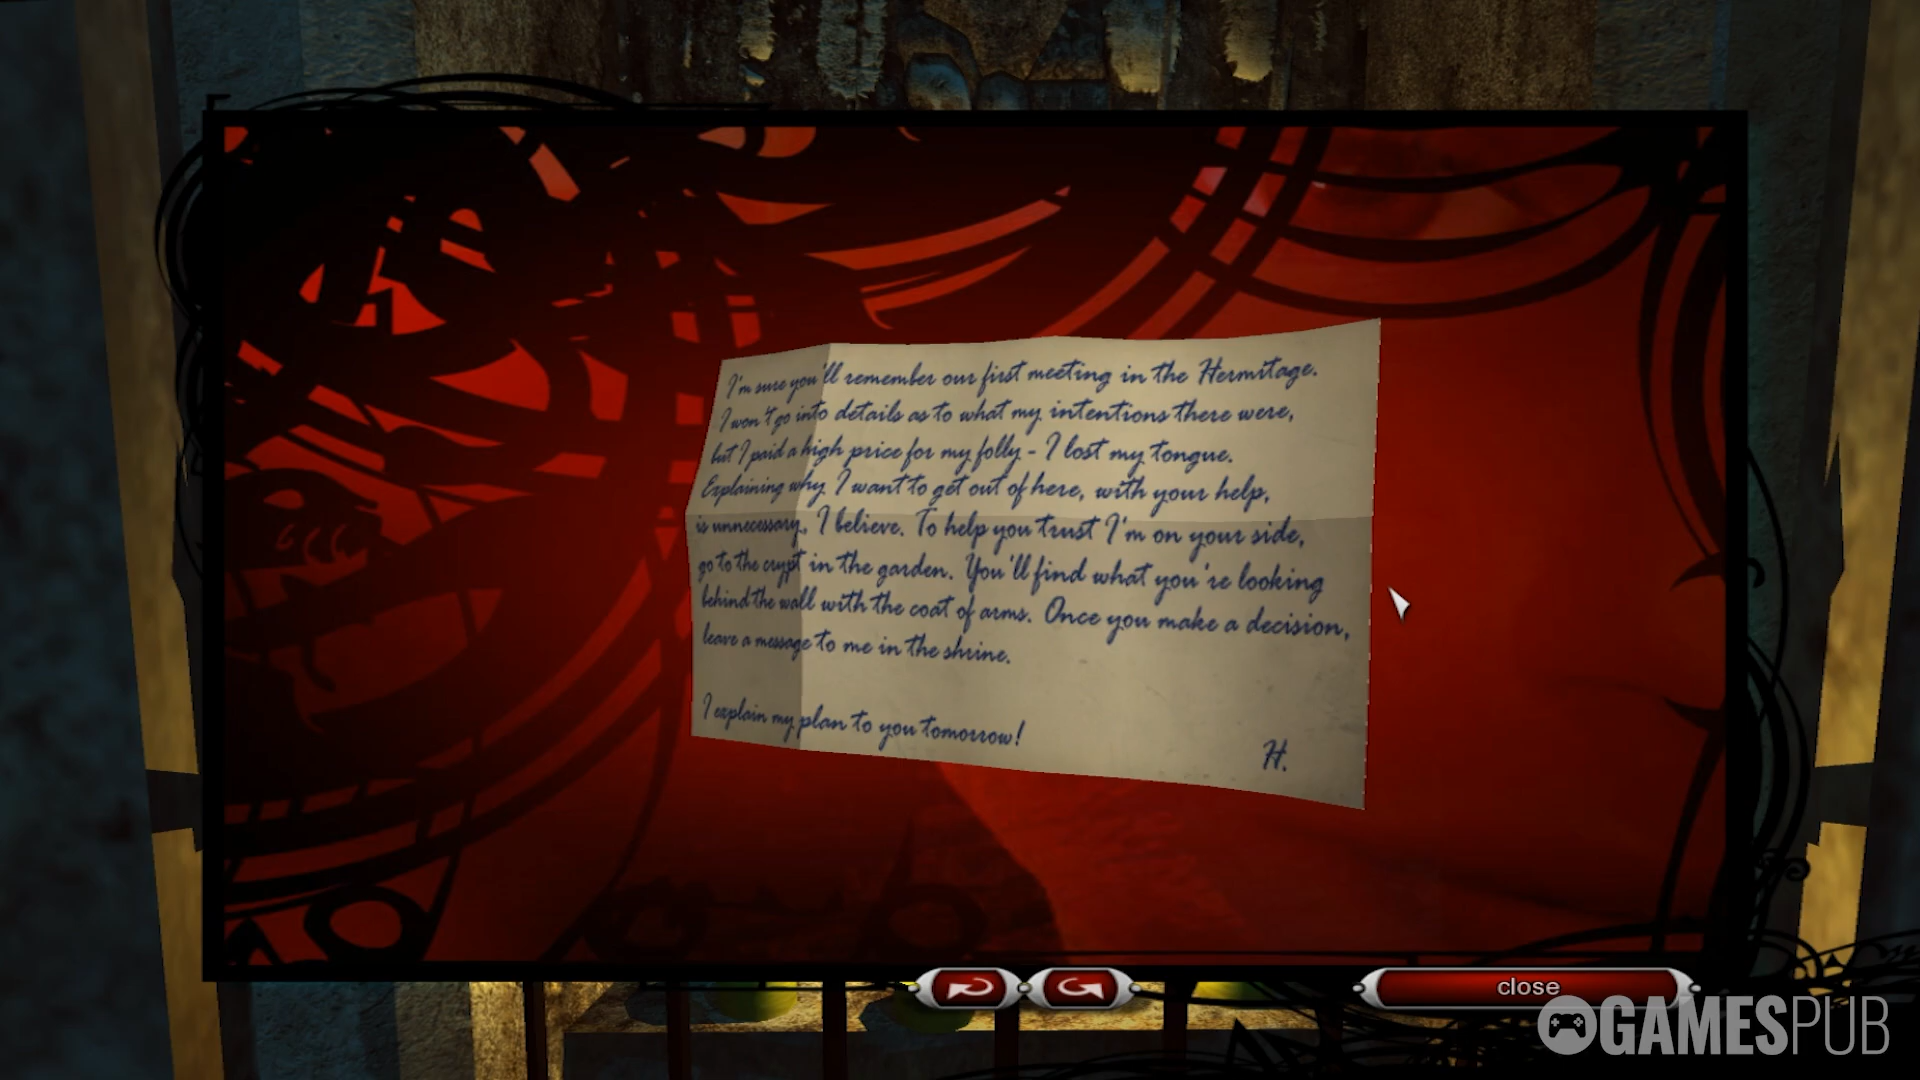 I'm sure you'll remember our first meeting in the Hermitage.
I won't go into details as to what my intentions there were,
but I paid a high price for my folly - I lost my tongue.
Explaining why I want to get out of here, with your help,
is unnecessary, I believe. To help you trust I'm on your side,
go to the crypt in the garden. You'll find what you're looking
behind the wall with the coat of arms. Once you make a decision,
leave a message to me in the shrine.
I explain my plan to you tomorrow!
H.
close
GAMESPUB